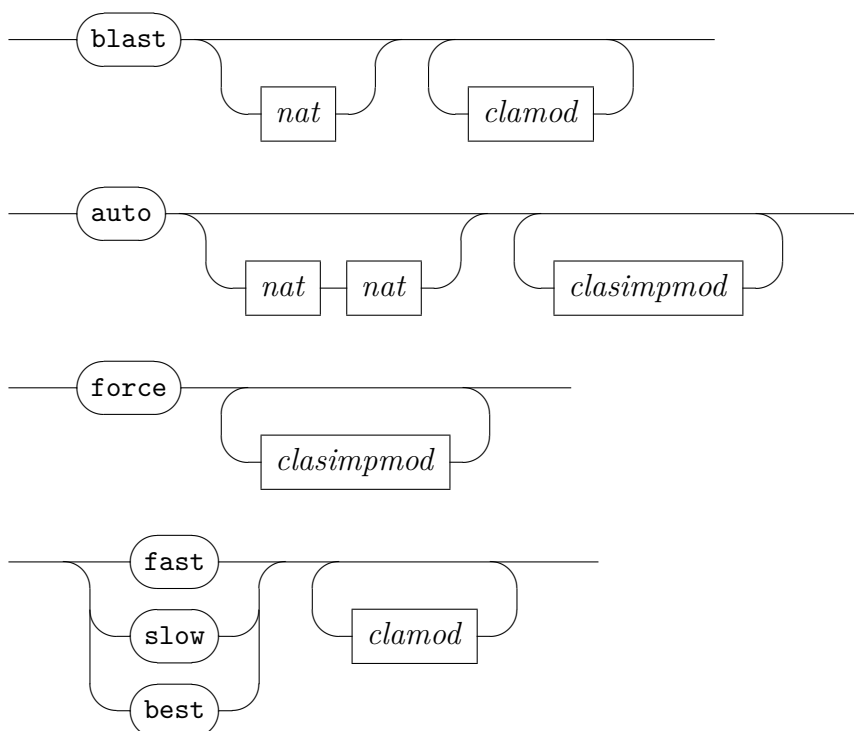 blast
nat
clamod
auto
nat nat
clasimpmod
force
clasimpmod
fast
slow
clamod
best